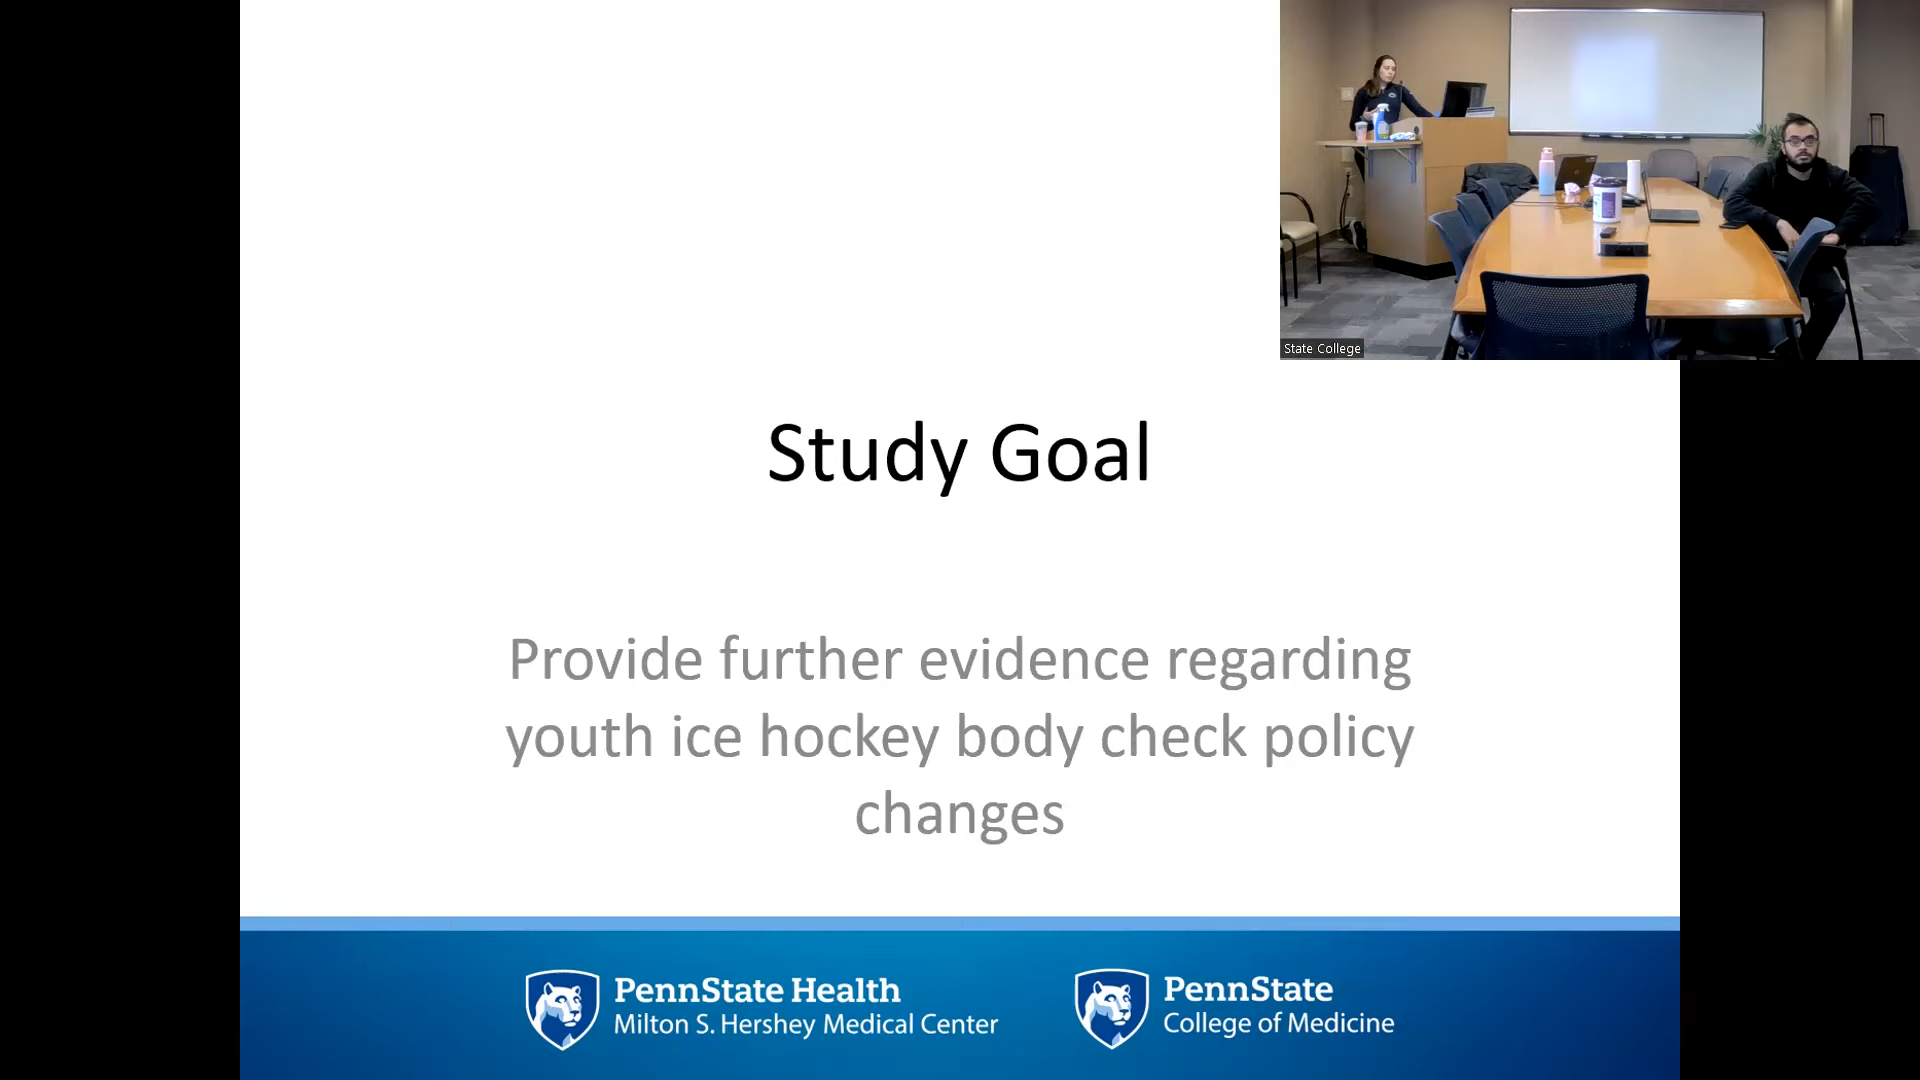 State College
Study Goal
Provide further evidence regarding
youth ice hockey body check policy
changes
PennState Health
Milton S. Hershey Medical Center
PennState
College of Medicine